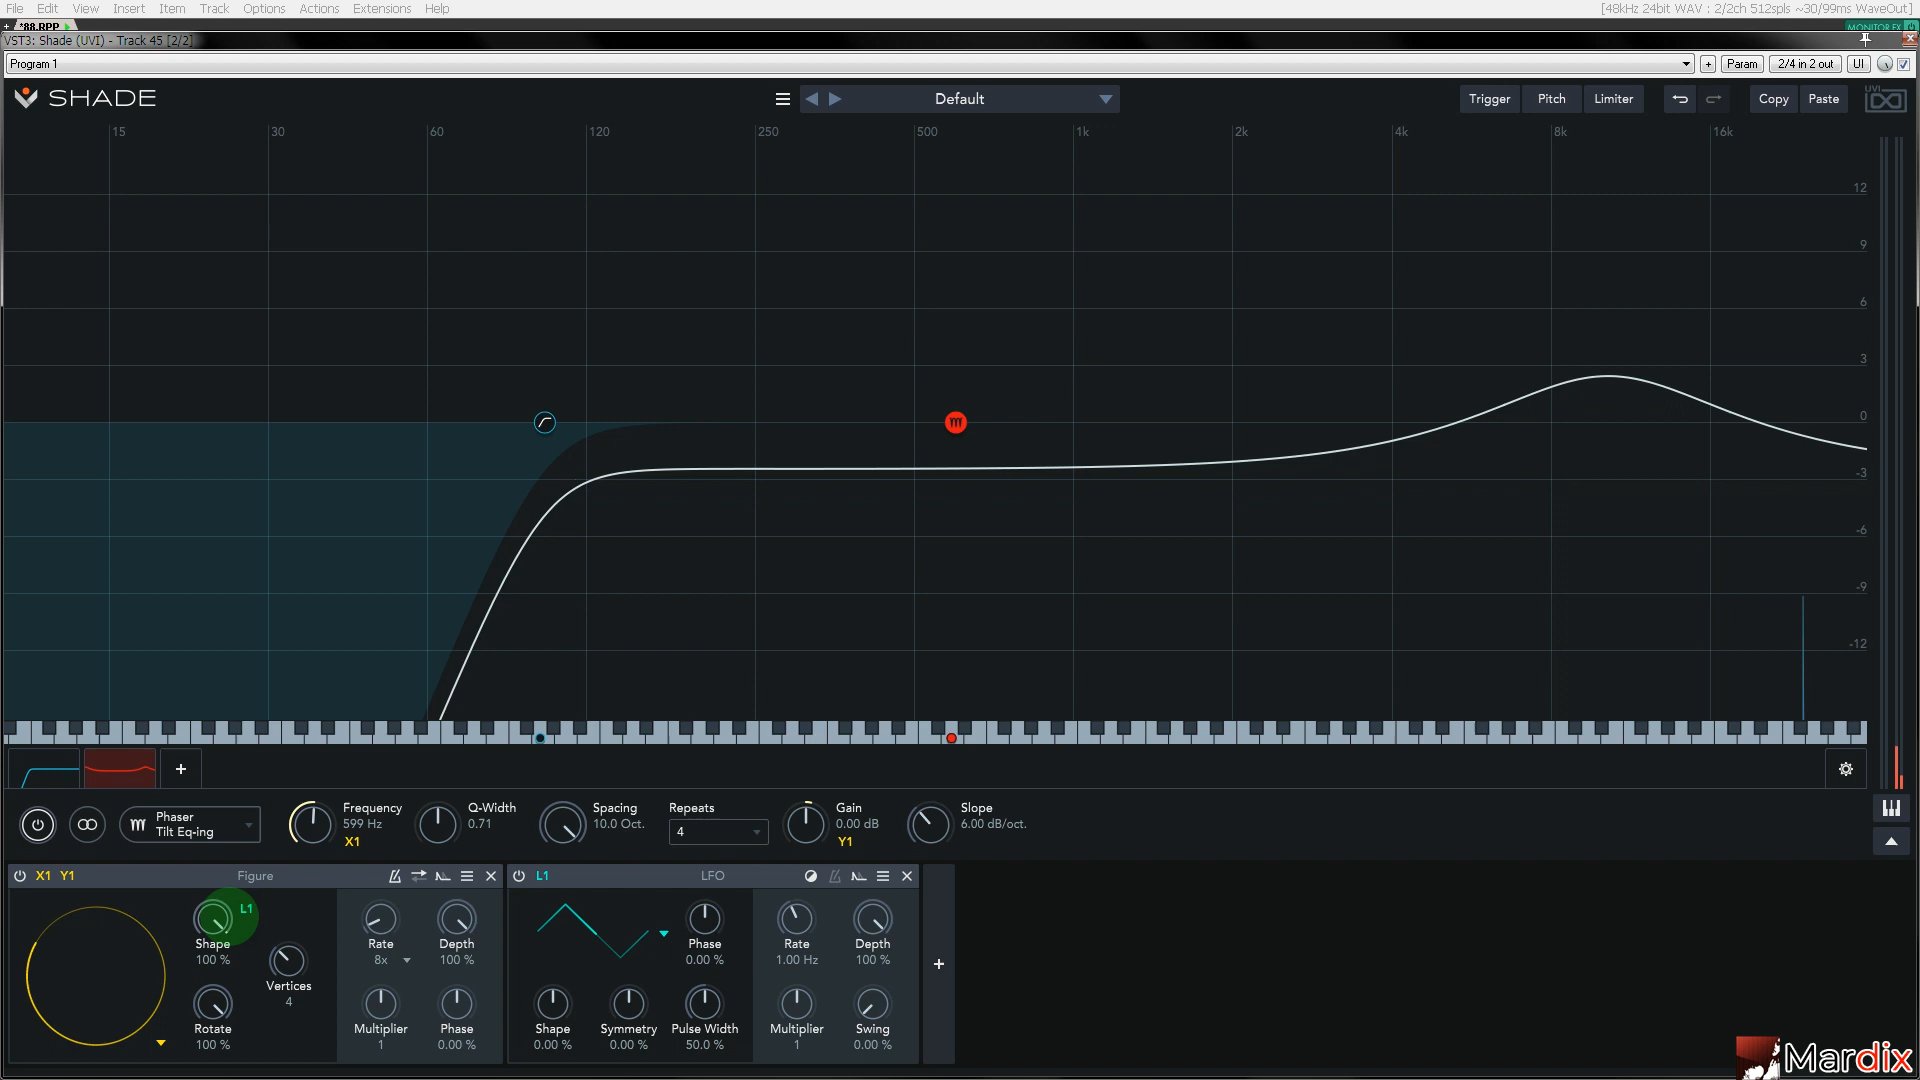 File Edit View Insert Item Track Options Actions Extensions Help
[48kHz 24bit WAV : 2/2ch 512spls ~30/99ms WaveOut]
+ *88.RPP
MONITOR FX
VST3: Shade (UVI) - Track 45 [2/2]
Program 1
+ Param 2/4 in 2 out UI
SHADE
Default
Trigger Pitch Limiter Copy Paste
UVI
15 30 60 120 250 500 1k 2k 4k 8k 16k
12
9
6
3
0
-3
-6
-9
-12
+
Phaser
Tilt Eq-ing
Frequency
599 Hz
X1
Q-Width
0.71
Spacing
10.0 Oct.
Repeats
4
Gain
0.00 dB
Y1
Slope
6.00 dB/oct.
X1 Y1 Figure
L1
Shape
100 %
Vertices
4
Rotate
100 %
Rate
8x
Depth
100 %
Multiplier
1
Phase
0.00 %
L1 LFO
Phase
0.00 %
Shape
0.00 %
Symmetry
0.00 %
Pulse Width
50.0 %
Rate
1.00 Hz
Depth
100 %
Multiplier
1
Swing
0.00 %
+
Mardix